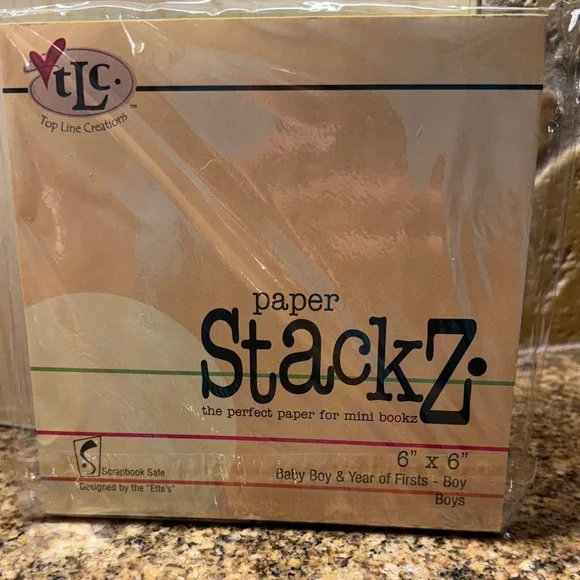 tLc.
Top Line Creations™
paper
StackZ.
the perfect paper for mini bookz
6" x 6"
Scrapbook Safe
Baby Boy & Year of Firsts - Boy
Designed by the "Ette's"
Boys